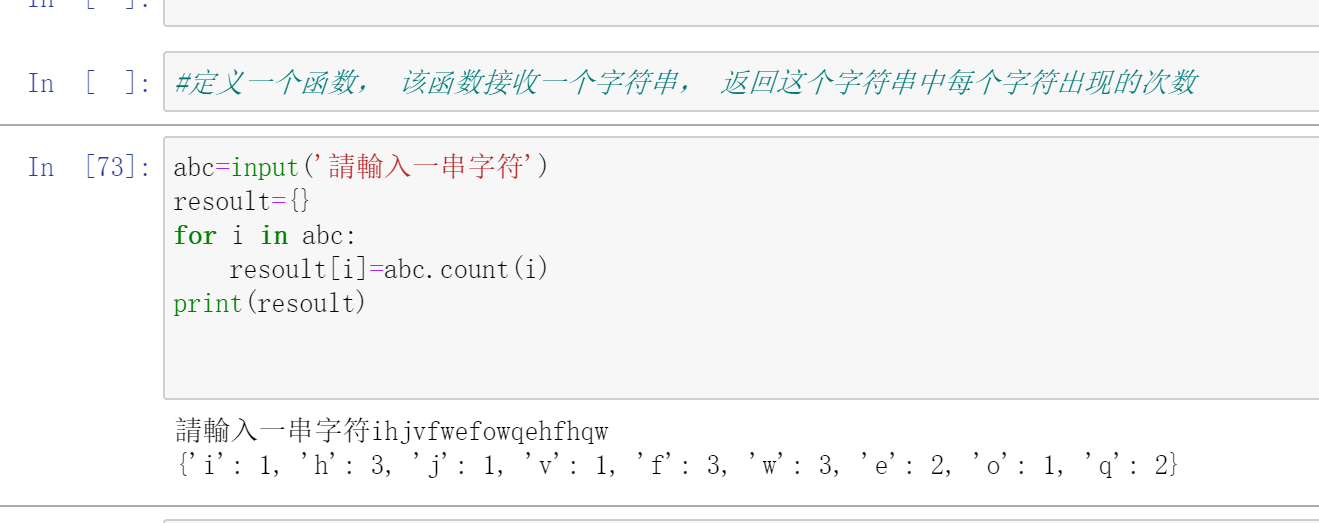 In [ ]:
In [ ]: #定义一个函数， 该函数接收一个字符串， 返回这个字符串中每个字符出现的次数
In [73]: abc=input('請輸入一串字符')
resoult={}
for i in abc:
    resoult[i]=abc.count(i)
print(resoult)
請輸入一串字符ihjvfwefowqehfhqw
{'i': 1, 'h': 3, 'j': 1, 'v': 1, 'f': 3, 'w': 3, 'e': 2, 'o': 1, 'q': 2}